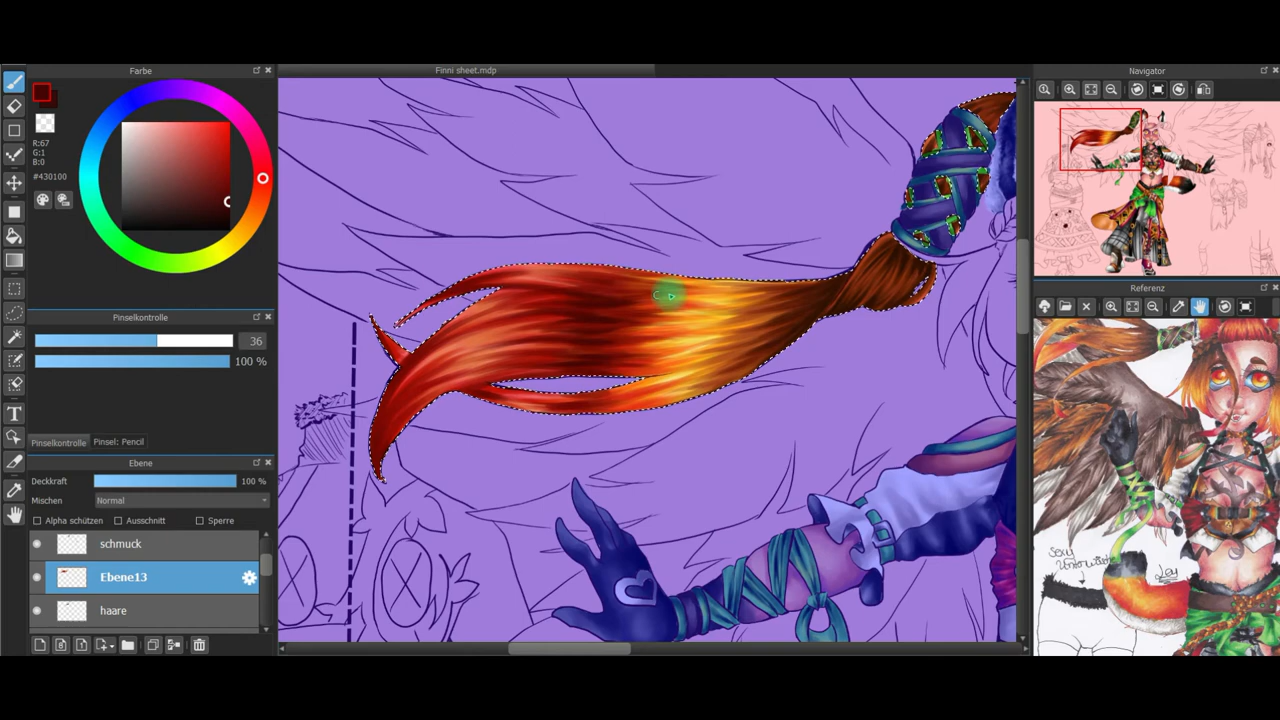 Farbe
Finni sheet.mdp
Navigator
R:67
G:1
B:0
#430100
Referenz
Pinselkontrolle
36
100 %
Pinselkontrolle
Pinsel: Pencil
Ebene
Deckkraft
100 %
Mischen
Normal
Alpha schützen
Ausschnitt
Sperre
schmuck
Ebene13
haare
Sexy